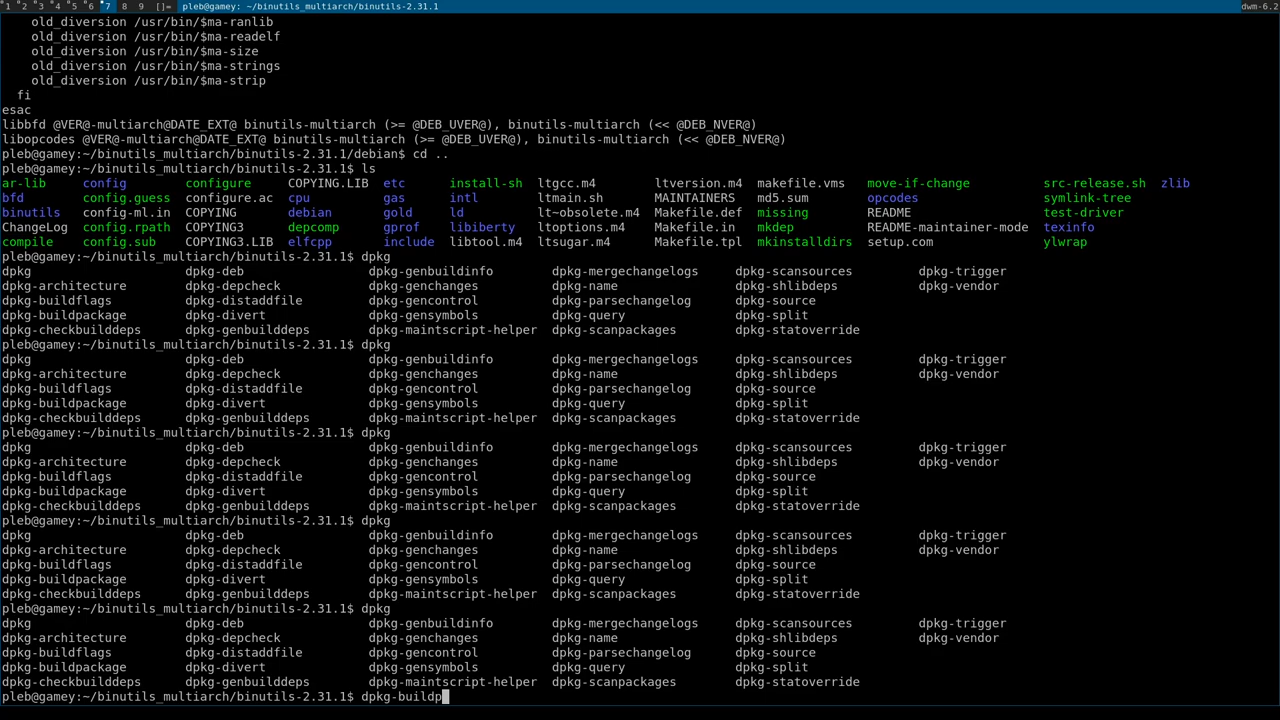 1 2 3 4 5 6 7 8 9 []= pleb@gamey: ~/binutils_multiarch/binutils-2.31.1 dwm-6.2
old_diversion /usr/bin/$ma-ranlib
old_diversion /usr/bin/$ma-readelf
old_diversion /usr/bin/$ma-size
old_diversion /usr/bin/$ma-strings
old_diversion /usr/bin/$ma-strip
fi
esac
libbfd @VER@-multiarch@DATE_EXT@ binutils-multiarch (>= @DEB_UVER@), binutils-multiarch (<< @DEB_NVER@)
libopcodes @VER@-multiarch@DATE_EXT@ binutils-multiarch (>= @DEB_UVER@), binutils-multiarch (<< @DEB_NVER@)
pleb@gamey:~/binutils_multiarch/binutils-2.31.1/debian$ cd ..
pleb@gamey:~/binutils_multiarch/binutils-2.31.1$ ls
ar-lib config configure COPYING.LIB etc install-sh ltgcc.m4 ltversion.m4 makefile.vms move-if-change src-release.sh zlib
bfd config.guess configure.ac cpu gas intl ltmain.sh MAINTAINERS md5.sum opcodes symlink-tree
binutils config-ml.in COPYING debian gold ld lt~obsolete.m4 Makefile.def missing README test-driver
ChangeLog config.rpath COPYING3 depcomp gprof libiberty ltoptions.m4 Makefile.in mkdep README-maintainer-mode texinfo
compile config.sub COPYING3.LIB elfcpp include libtool.m4 ltsugar.m4 Makefile.tpl mkinstalldirs setup.com ylwrap
pleb@gamey:~/binutils_multiarch/binutils-2.31.1$ dpkg
dpkg dpkg-deb dpkg-genbuildinfo dpkg-mergechangelogs dpkg-scansources dpkg-trigger
dpkg-architecture dpkg-depcheck dpkg-genchanges dpkg-name dpkg-shlibdeps dpkg-vendor
dpkg-buildflags dpkg-distaddfile dpkg-gencontrol dpkg-parsechangelog dpkg-source
dpkg-buildpackage dpkg-divert dpkg-gensymbols dpkg-query dpkg-split
dpkg-checkbuilddeps dpkg-genbuilddeps dpkg-maintscript-helper dpkg-scanpackages dpkg-statoverride
pleb@gamey:~/binutils_multiarch/binutils-2.31.1$ dpkg
dpkg dpkg-deb dpkg-genbuildinfo dpkg-mergechangelogs dpkg-scansources dpkg-trigger
dpkg-architecture dpkg-depcheck dpkg-genchanges dpkg-name dpkg-shlibdeps dpkg-vendor
dpkg-buildflags dpkg-distaddfile dpkg-gencontrol dpkg-parsechangelog dpkg-source
dpkg-buildpackage dpkg-divert dpkg-gensymbols dpkg-query dpkg-split
dpkg-checkbuilddeps dpkg-genbuilddeps dpkg-maintscript-helper dpkg-scanpackages dpkg-statoverride
pleb@gamey:~/binutils_multiarch/binutils-2.31.1$ dpkg
dpkg dpkg-deb dpkg-genbuildinfo dpkg-mergechangelogs dpkg-scansources dpkg-trigger
dpkg-architecture dpkg-depcheck dpkg-genchanges dpkg-name dpkg-shlibdeps dpkg-vendor
dpkg-buildflags dpkg-distaddfile dpkg-gencontrol dpkg-parsechangelog dpkg-source
dpkg-buildpackage dpkg-divert dpkg-gensymbols dpkg-query dpkg-split
dpkg-checkbuilddeps dpkg-genbuilddeps dpkg-maintscript-helper dpkg-scanpackages dpkg-statoverride
pleb@gamey:~/binutils_multiarch/binutils-2.31.1$ dpkg
dpkg dpkg-deb dpkg-genbuildinfo dpkg-mergechangelogs dpkg-scansources dpkg-trigger
dpkg-architecture dpkg-depcheck dpkg-genchanges dpkg-name dpkg-shlibdeps dpkg-vendor
dpkg-buildflags dpkg-distaddfile dpkg-gencontrol dpkg-parsechangelog dpkg-source
dpkg-buildpackage dpkg-divert dpkg-gensymbols dpkg-query dpkg-split
dpkg-checkbuilddeps dpkg-genbuilddeps dpkg-maintscript-helper dpkg-scanpackages dpkg-statoverride
pleb@gamey:~/binutils_multiarch/binutils-2.31.1$ dpkg
dpkg dpkg-deb dpkg-genbuildinfo dpkg-mergechangelogs dpkg-scansources dpkg-trigger
dpkg-architecture dpkg-depcheck dpkg-genchanges dpkg-name dpkg-shlibdeps dpkg-vendor
dpkg-buildflags dpkg-distaddfile dpkg-gencontrol dpkg-parsechangelog dpkg-source
dpkg-buildpackage dpkg-divert dpkg-gensymbols dpkg-query dpkg-split
dpkg-checkbuilddeps dpkg-genbuilddeps dpkg-maintscript-helper dpkg-scanpackages dpkg-statoverride
pleb@gamey:~/binutils_multiarch/binutils-2.31.1$ dpkg-buildp